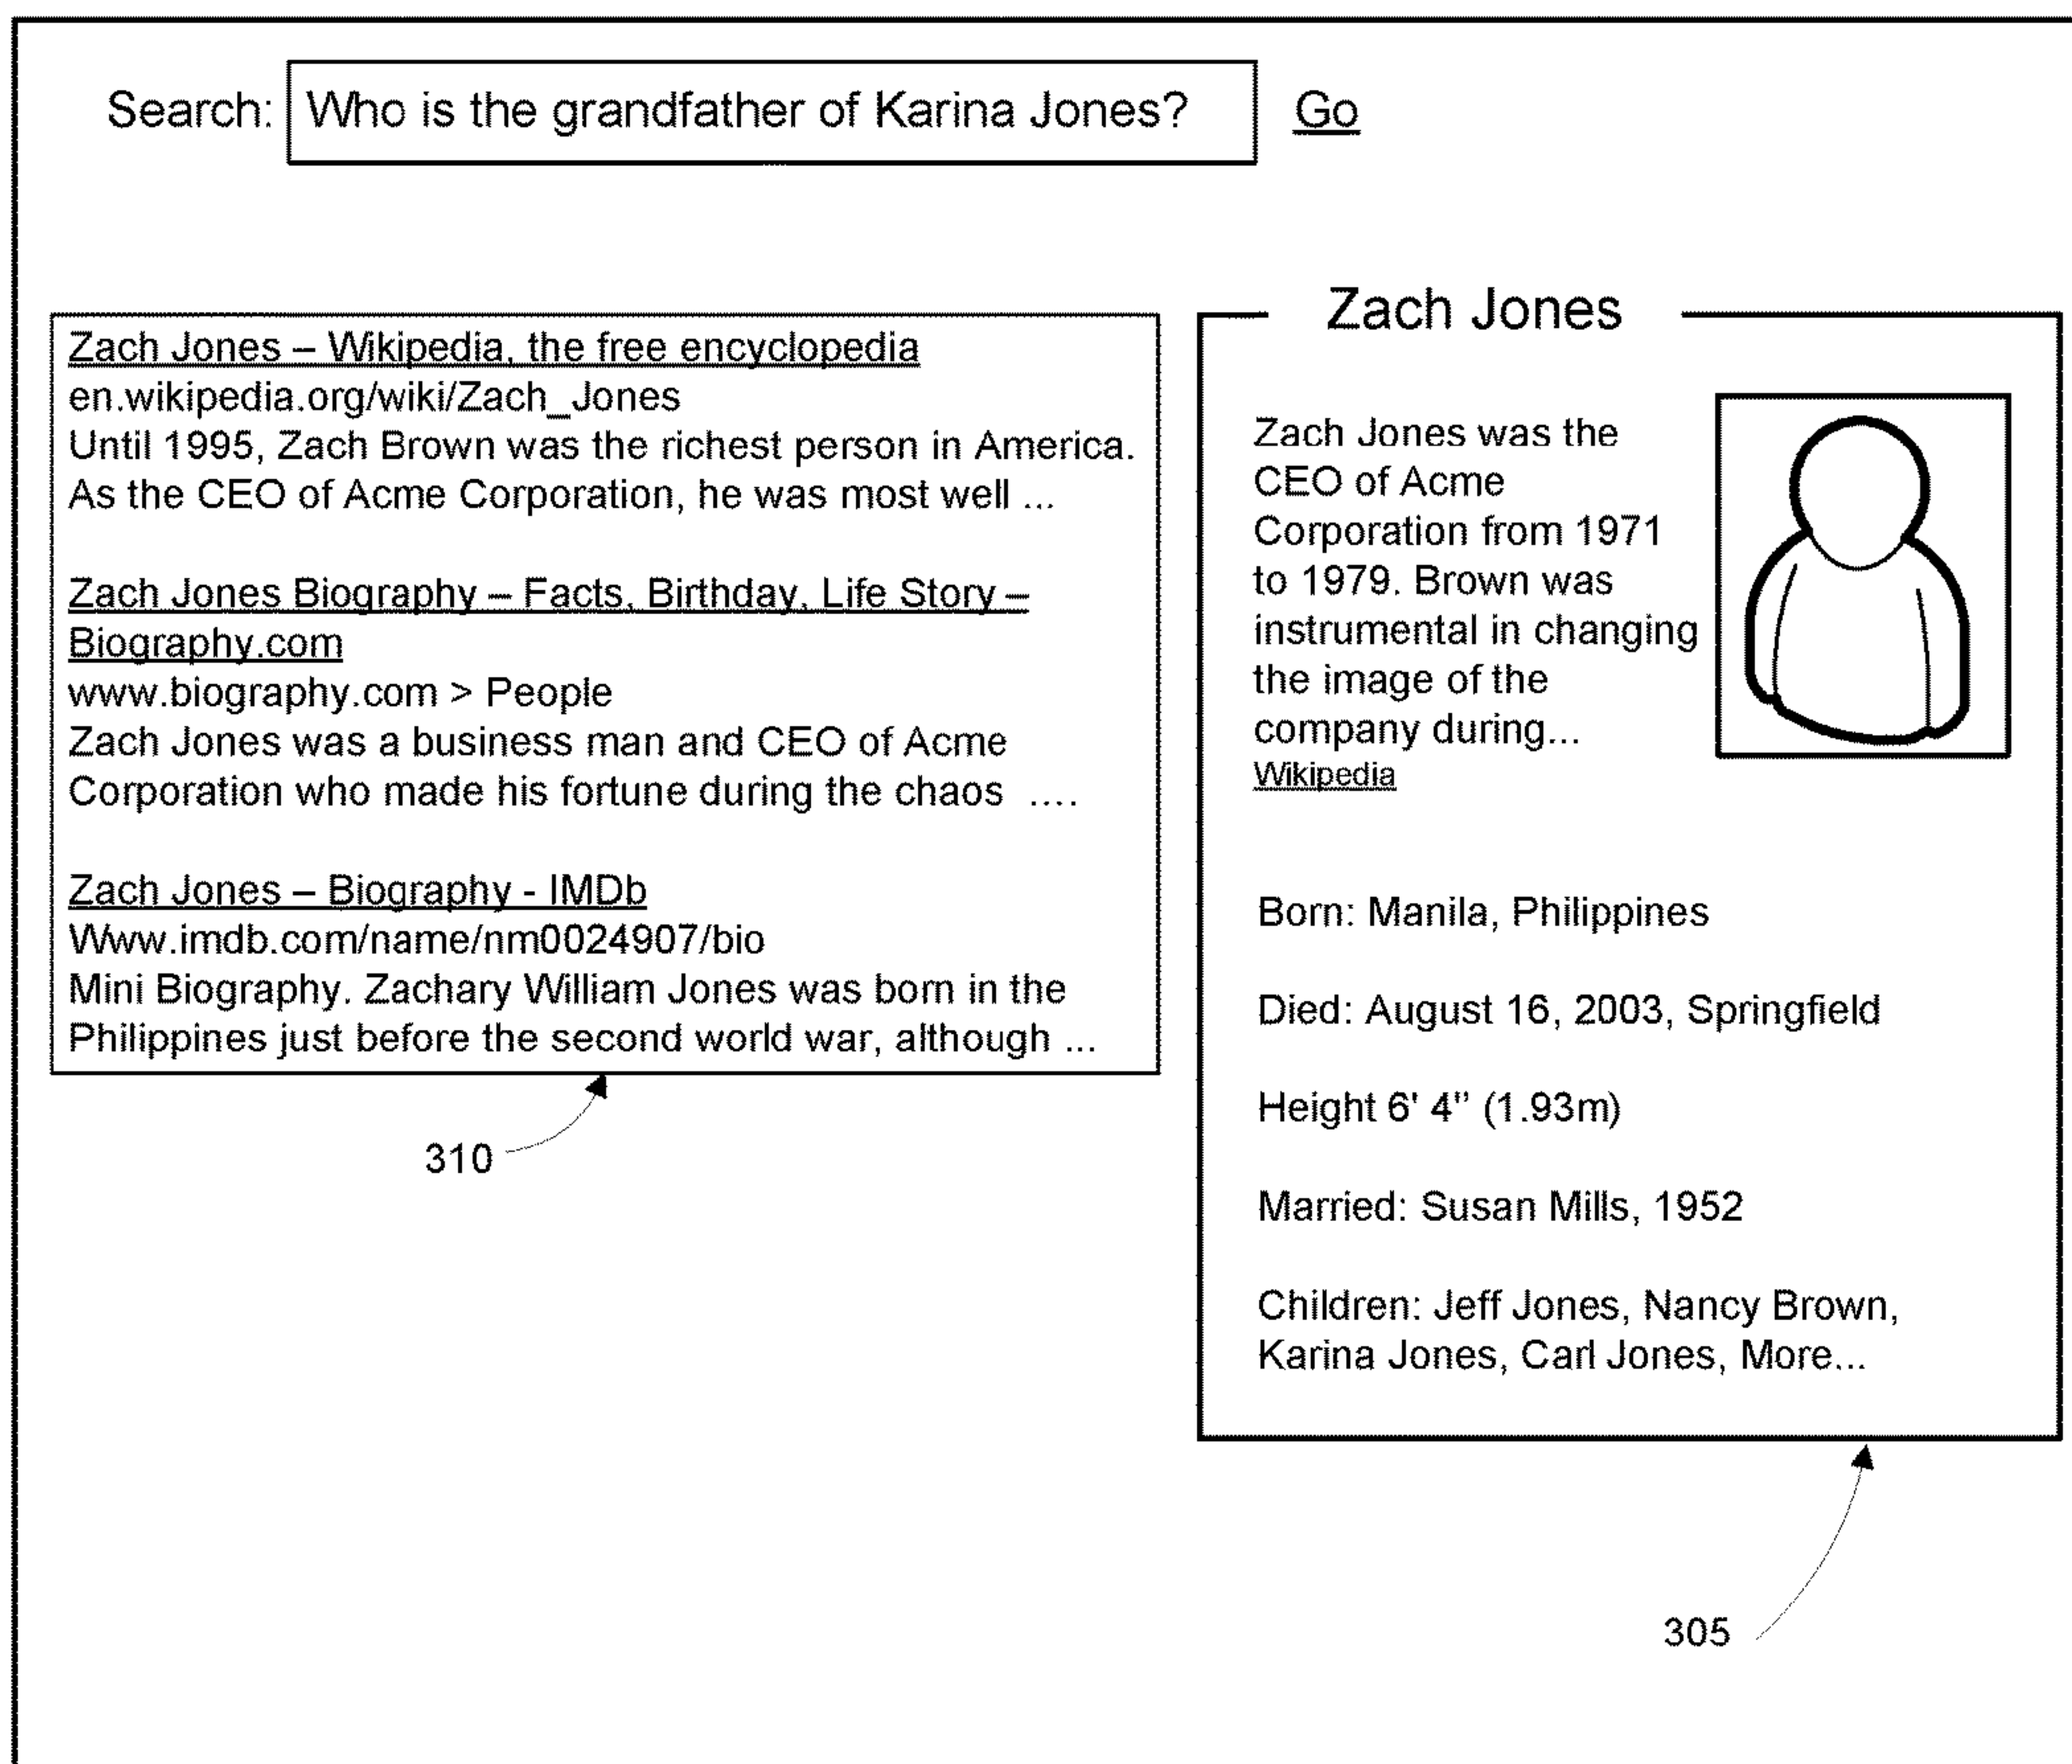 Search: Who is the grandfather of Karina Jones? Go
Zach Jones – Wikipedia, the free encyclopedia
en.wikipedia.org/wiki/Zach_Jones
Until 1995, Zach Brown was the richest person in America.
As the CEO of Acme Corporation, he was most well ...
Zach Jones Biography – Facts, Birthday, Life Story –
Biography.com
www.biography.com > People
Zach Jones was a business man and CEO of Acme
Corporation who made his fortune during the chaos ....
Zach Jones – Biography - IMDb
Www.imdb.com/name/nm0024907/bio
Mini Biography. Zachary William Jones was born in the
Philippines just before the second world war, although ...
310
Zach Jones
Zach Jones was the
CEO of Acme
Corporation from 1971
to 1979. Brown was
instrumental in changing
the image of the
company during...
Wikipedia
Born: Manila, Philippines
Died: August 16, 2003, Springfield
Height 6' 4" (1.93m)
Married: Susan Mills, 1952
Children: Jeff Jones, Nancy Brown,
Karina Jones, Carl Jones, More...
305